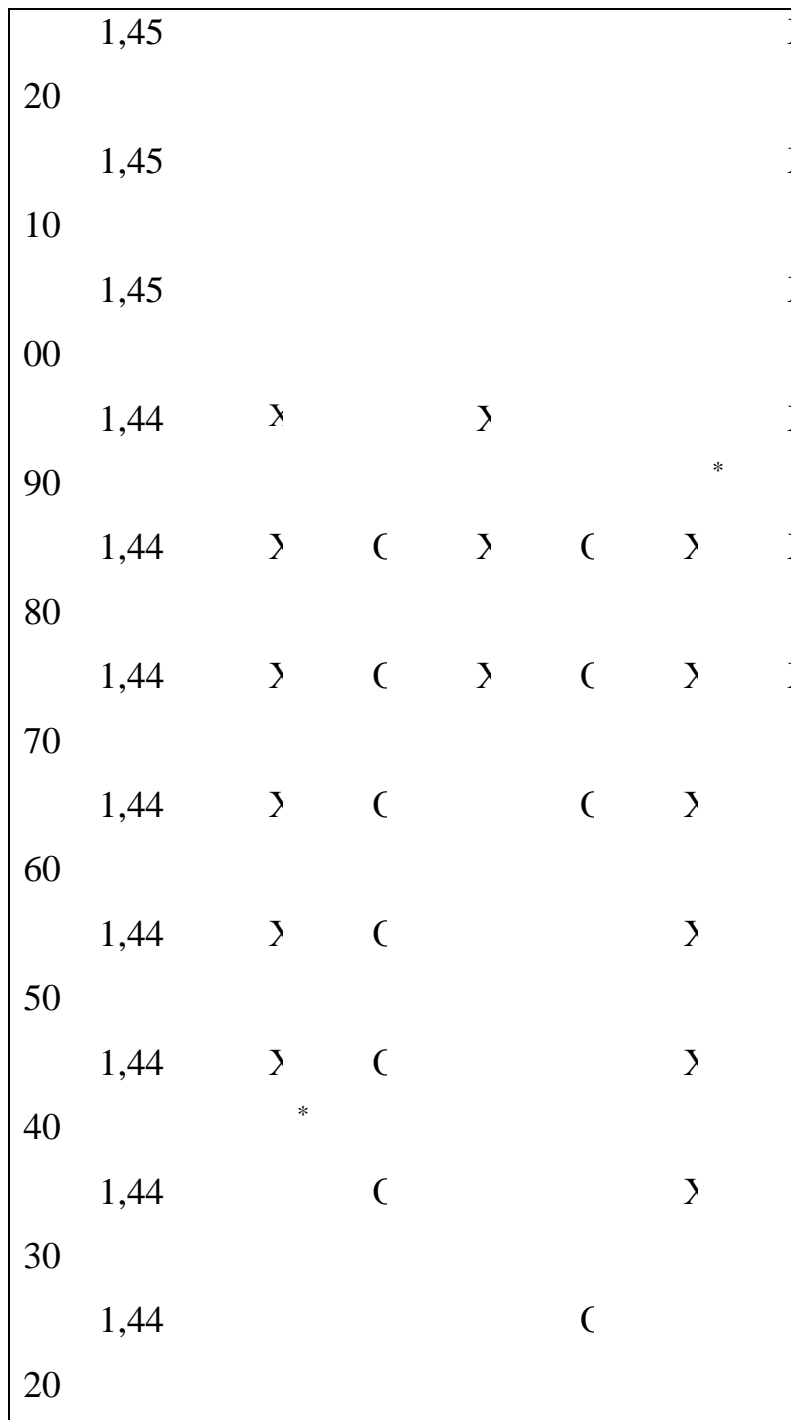 1,45
20
1,45
10
1,45
00
1,44 X X
90 *
1,44 X O X O X
80
1,44 X O X O X
70
1,44 X O O X
60
1,44 X O X
50
1,44 X O X
40 *
1,44 O X
30
1,44 O
20